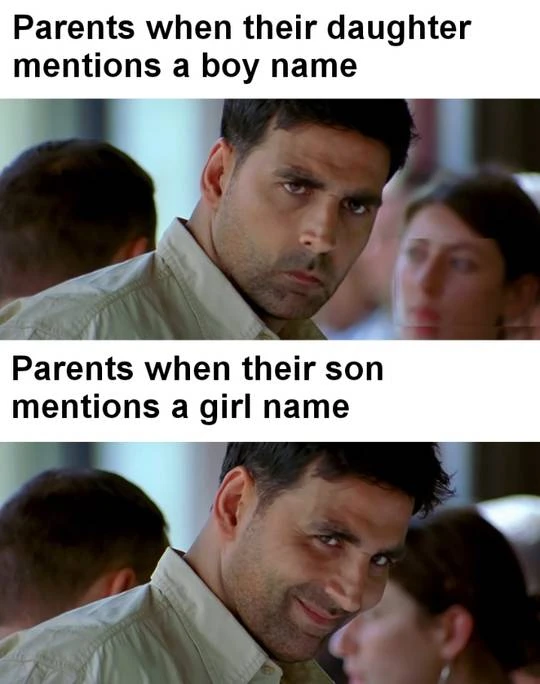 Parents when their daughter
mentions a boy name
Parents when their son
mentions a girl name